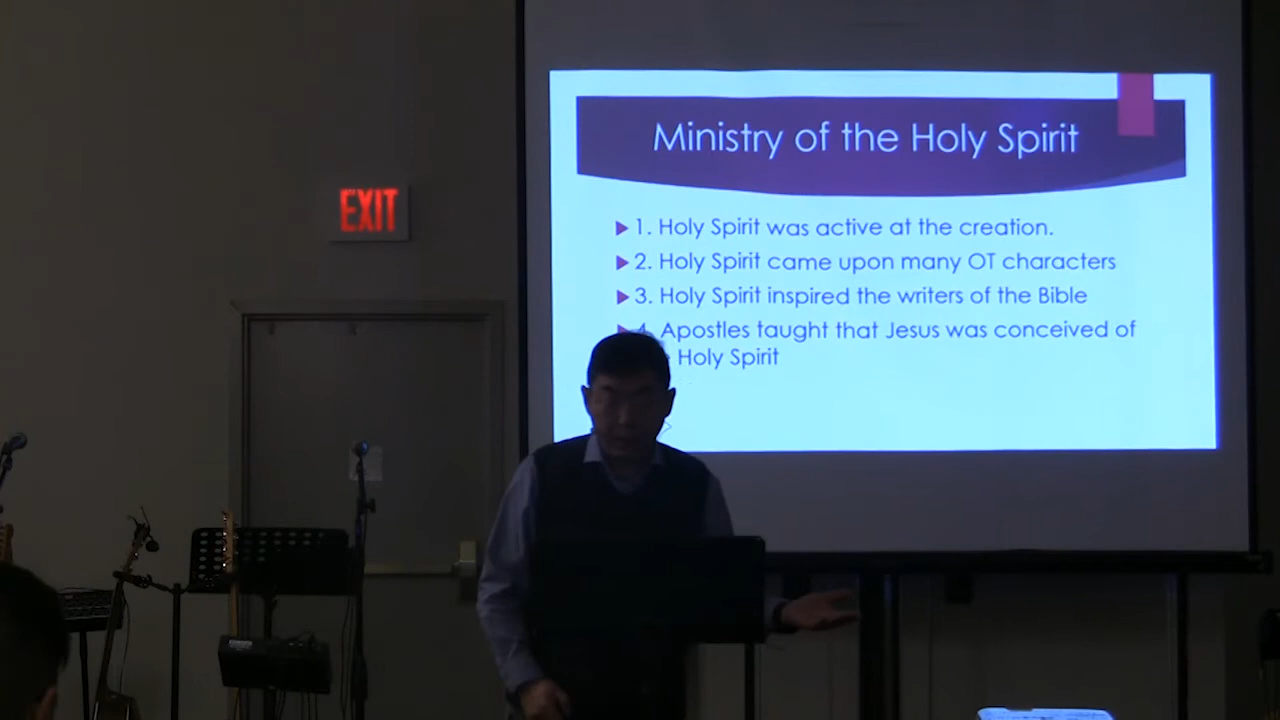 Ministry of the Holy Spirit
EXIT
1. Holy Spirit was active at the creation.
2. Holy Spirit came upon many OT characters
3. Holy Spirit inspired the writers of the Bible
4. Apostles taught that Jesus was conceived of
Holy Spirit